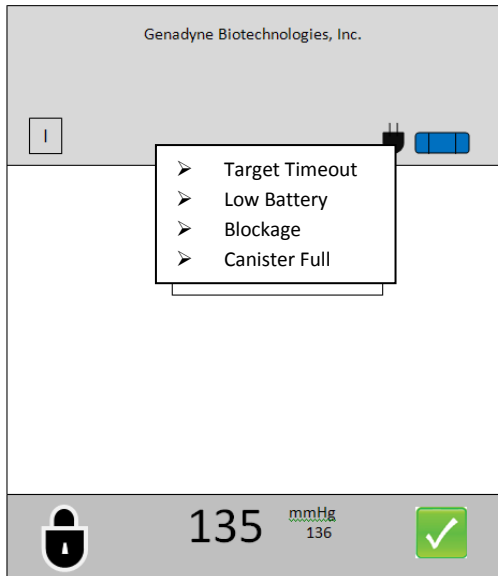 Genadyne Biotechnologies, Inc.
I
➢ Target Timeout
➢ Low Battery
➢ Blockage
➢ Canister Full
135 mmHg
136